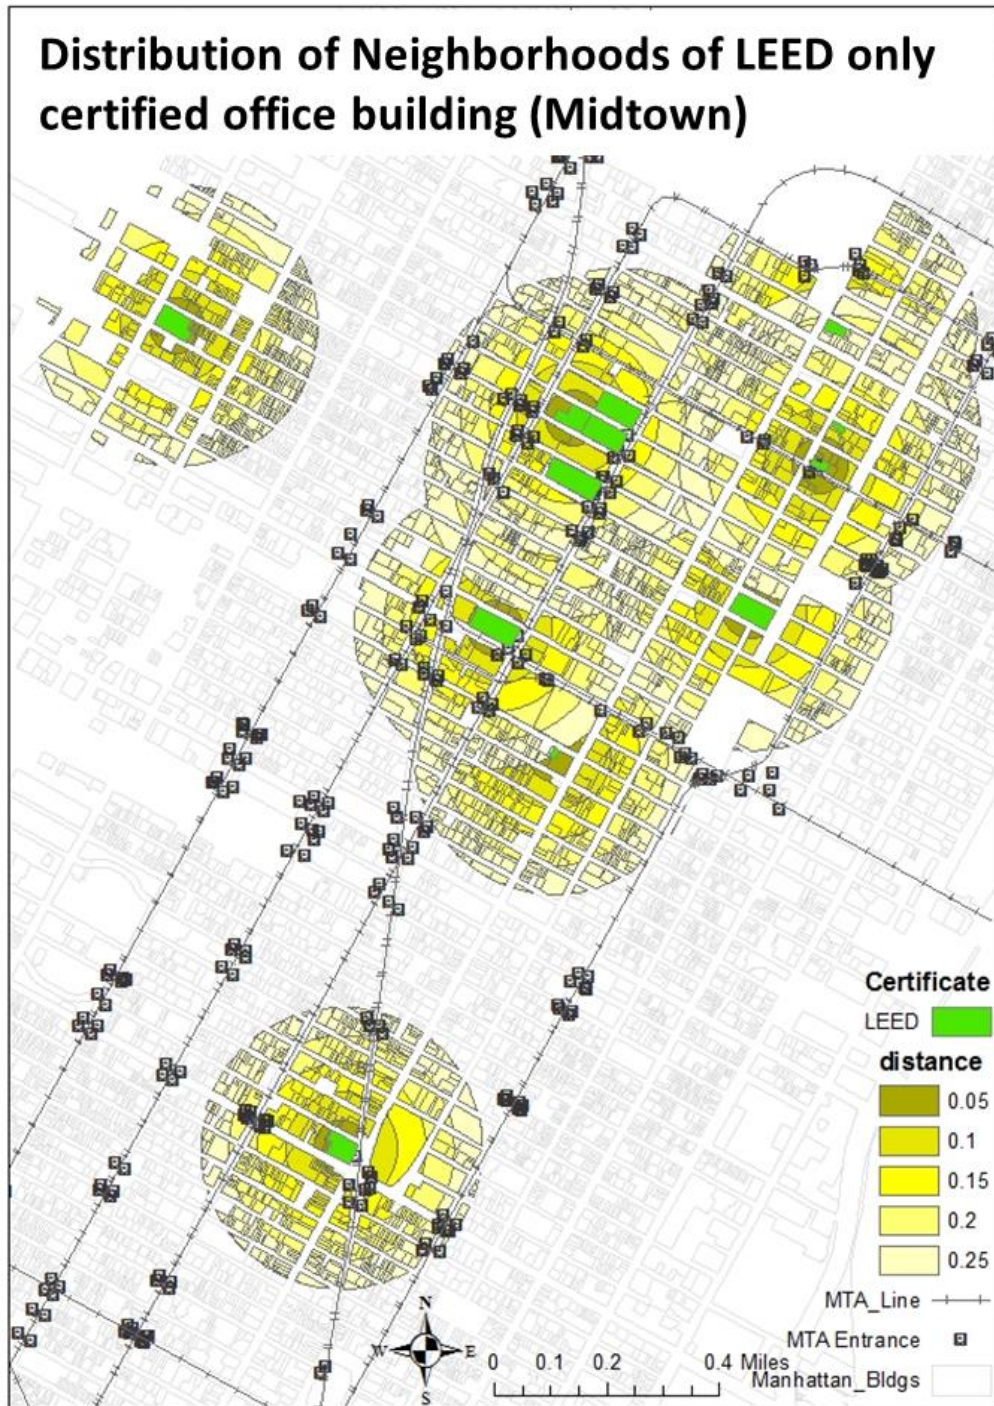 Distribution of Neighborhoods of LEED only
certified office building (Midtown)
Certificate
LEED
distance
0.05
0.1
0.15
0.2
0.25
MTA_Line
MTA Entrance
Manhattan_Bldgs
N
W E
S
0 0.1 0.2 0.4 Miles